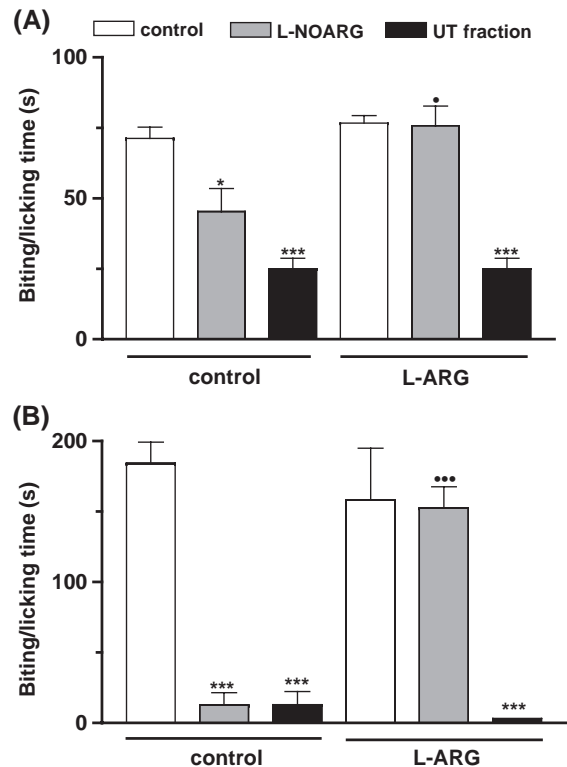 (A)
control L-NOARG UT fraction
Biting/licking time (s)
100
50
0
*
***
•
***
control L-ARG
(B)
Biting/licking time (s)
200
100
0
***
***
•••
***
control L-ARG